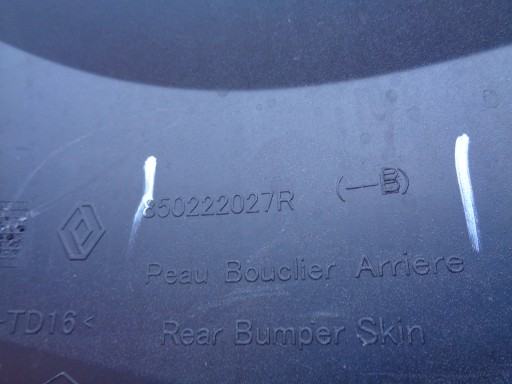 850222027R (—B)
Peau Bouclier Arriere
-TD16<
Rear Bumper Skin